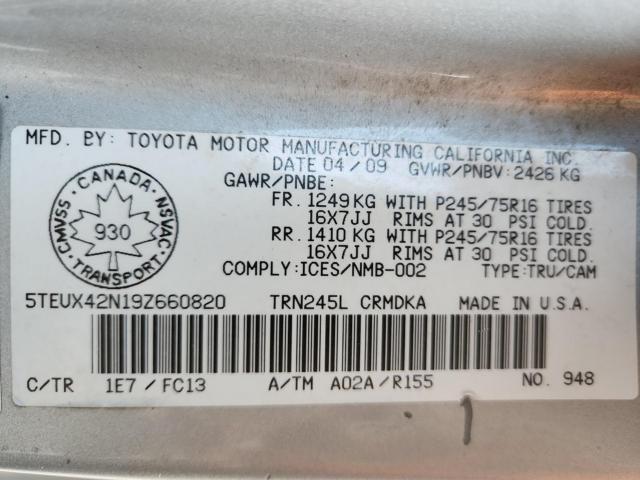 MFD. BY: TOYOTA MOTOR MANUFACTURING CALIFORNIA INC.
DATE 04/09 GVWR/PNBV:2426 KG
GAWR/PNBE:
FR. 1249 KG WITH P245/75R16 TIRES
16X7JJ RIMS AT 30 PSI COLD.
RR. 1410 KG WITH P245/75R16 TIRES
16X7JJ RIMS AT 30 PSI COLD.
COMPLY:ICES/NMB-002 TYPE:TRU/CAM
CANADA
CMVSS 930 NSVAC
TRANSPORT
5TEUX42N19Z660820 TRN245L CRMDKA MADE IN U.S.A.
C/TR 1E7 / FC13 A/TM A02A/R155 NO. 948